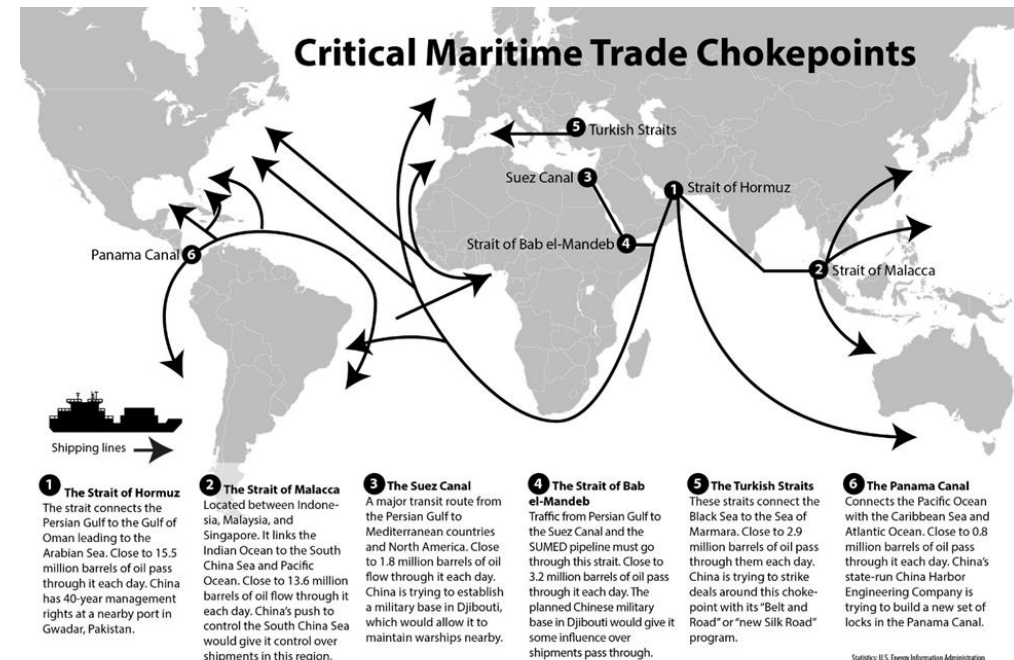 Critical Maritime Trade Chokepoints
5 Turkish Straits
Suez Canal 3
1 Strait of Hormuz
Strait of Bab el-Mandeb 4
Panama Canal 6
2 Strait of Malacca
Shipping lines
1 The Strait of Hormuz
The strait connects the
Persian Gulf to the Gulf of
Oman leading to the
Arabian Sea. Close to 15.5
million barrels of oil pass
through it each day. China
has 40-year management
rights at a nearby port in
Gwadar, Pakistan.
2 The Strait of Malacca
Located between Indone-
sia, Malaysia, and
Singapore. It links the
Indian Ocean to the South
China Sea and Pacific
Ocean. Close to 13.6 million
barrels of oil flow through it
each day. China's push to
control the South China Sea
would give it control over
shipments in this region.
3 The Suez Canal
A major transit route from
the Persian Gulf to
Mediterranean countries
and North America. Close
to 1.8 million barrels of oil
flow through it each day.
China is trying to establish
a military base in Djibouti,
which would allow it to
maintain warships nearby.
4 The Strait of Bab
el-Mandeb
Traffic from Persian Gulf to
the Suez Canal and the
SUMED pipeline must go
through this strait. Close to
3.2 million barrels of oil pass
through it each day. The
planned Chinese military
base in Djibouti would give it
some influence over
shipments pass through.
5 The Turkish Straits
These straits connect the
Black Sea to the Sea of
Marmara. Close to 2.9
million barrels of oil pass
through them each day.
China is trying to strike
deals around this choke-
point with its "Belt and
Road" or "new Silk Road"
program.
6 The Panama Canal
Connects the Pacific Ocean
with the Caribbean Sea and
Atlantic Ocean. Close to 0.8
million barrels of oil pass
through it each day. China's
state-run China Harbor
Engineering Company is
trying to build a new set of
locks in the Panama Canal.
Statistics: U.S. Energy Information Administration